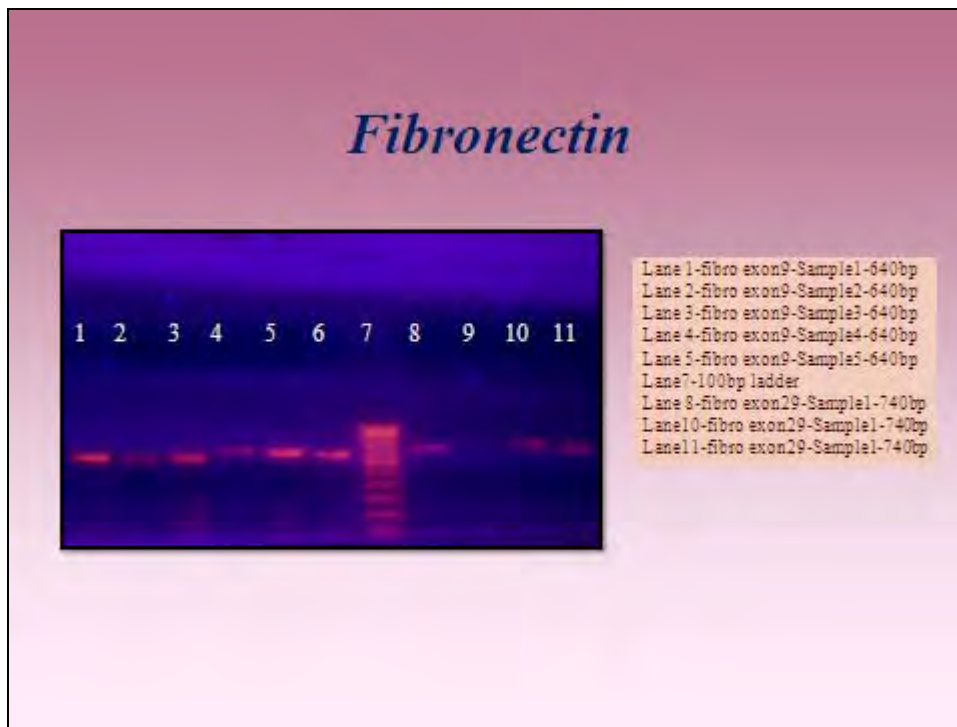 Fibronectin
1 2 3 4 5 6 7 8 9 10 11
Lane 1-fibro exon9-Sample1-640bp
Lane 2-fibro exon9-Sample2-640bp
Lane 3-fibro exon9-Sample3-640bp
Lane 4-fibro exon9-Sample4-640bp
Lane 5-fibro exon9-Sample5-640bp
Lane7-100bp ladder
Lane 8-fibro exon29-Sample1-740bp
Lane10-fibro exon29-Sample1-740bp
Lane11-fibro exon29-Sample1-740bp